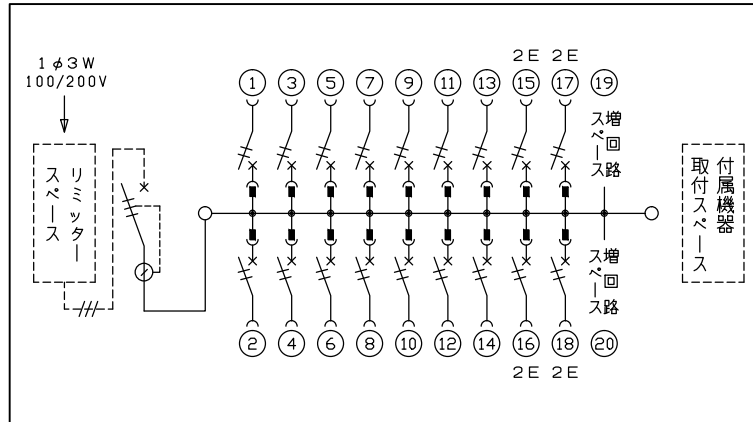 1φ3W
100/200V
リミッター
スペース
2E 2E
1 3 5 7 9 11 13 15 17 19
増回路
スペース
増回路
スペース
2 4 6 8 10 12 14 16 18 20
2E 2E
付属機器
取付スペース